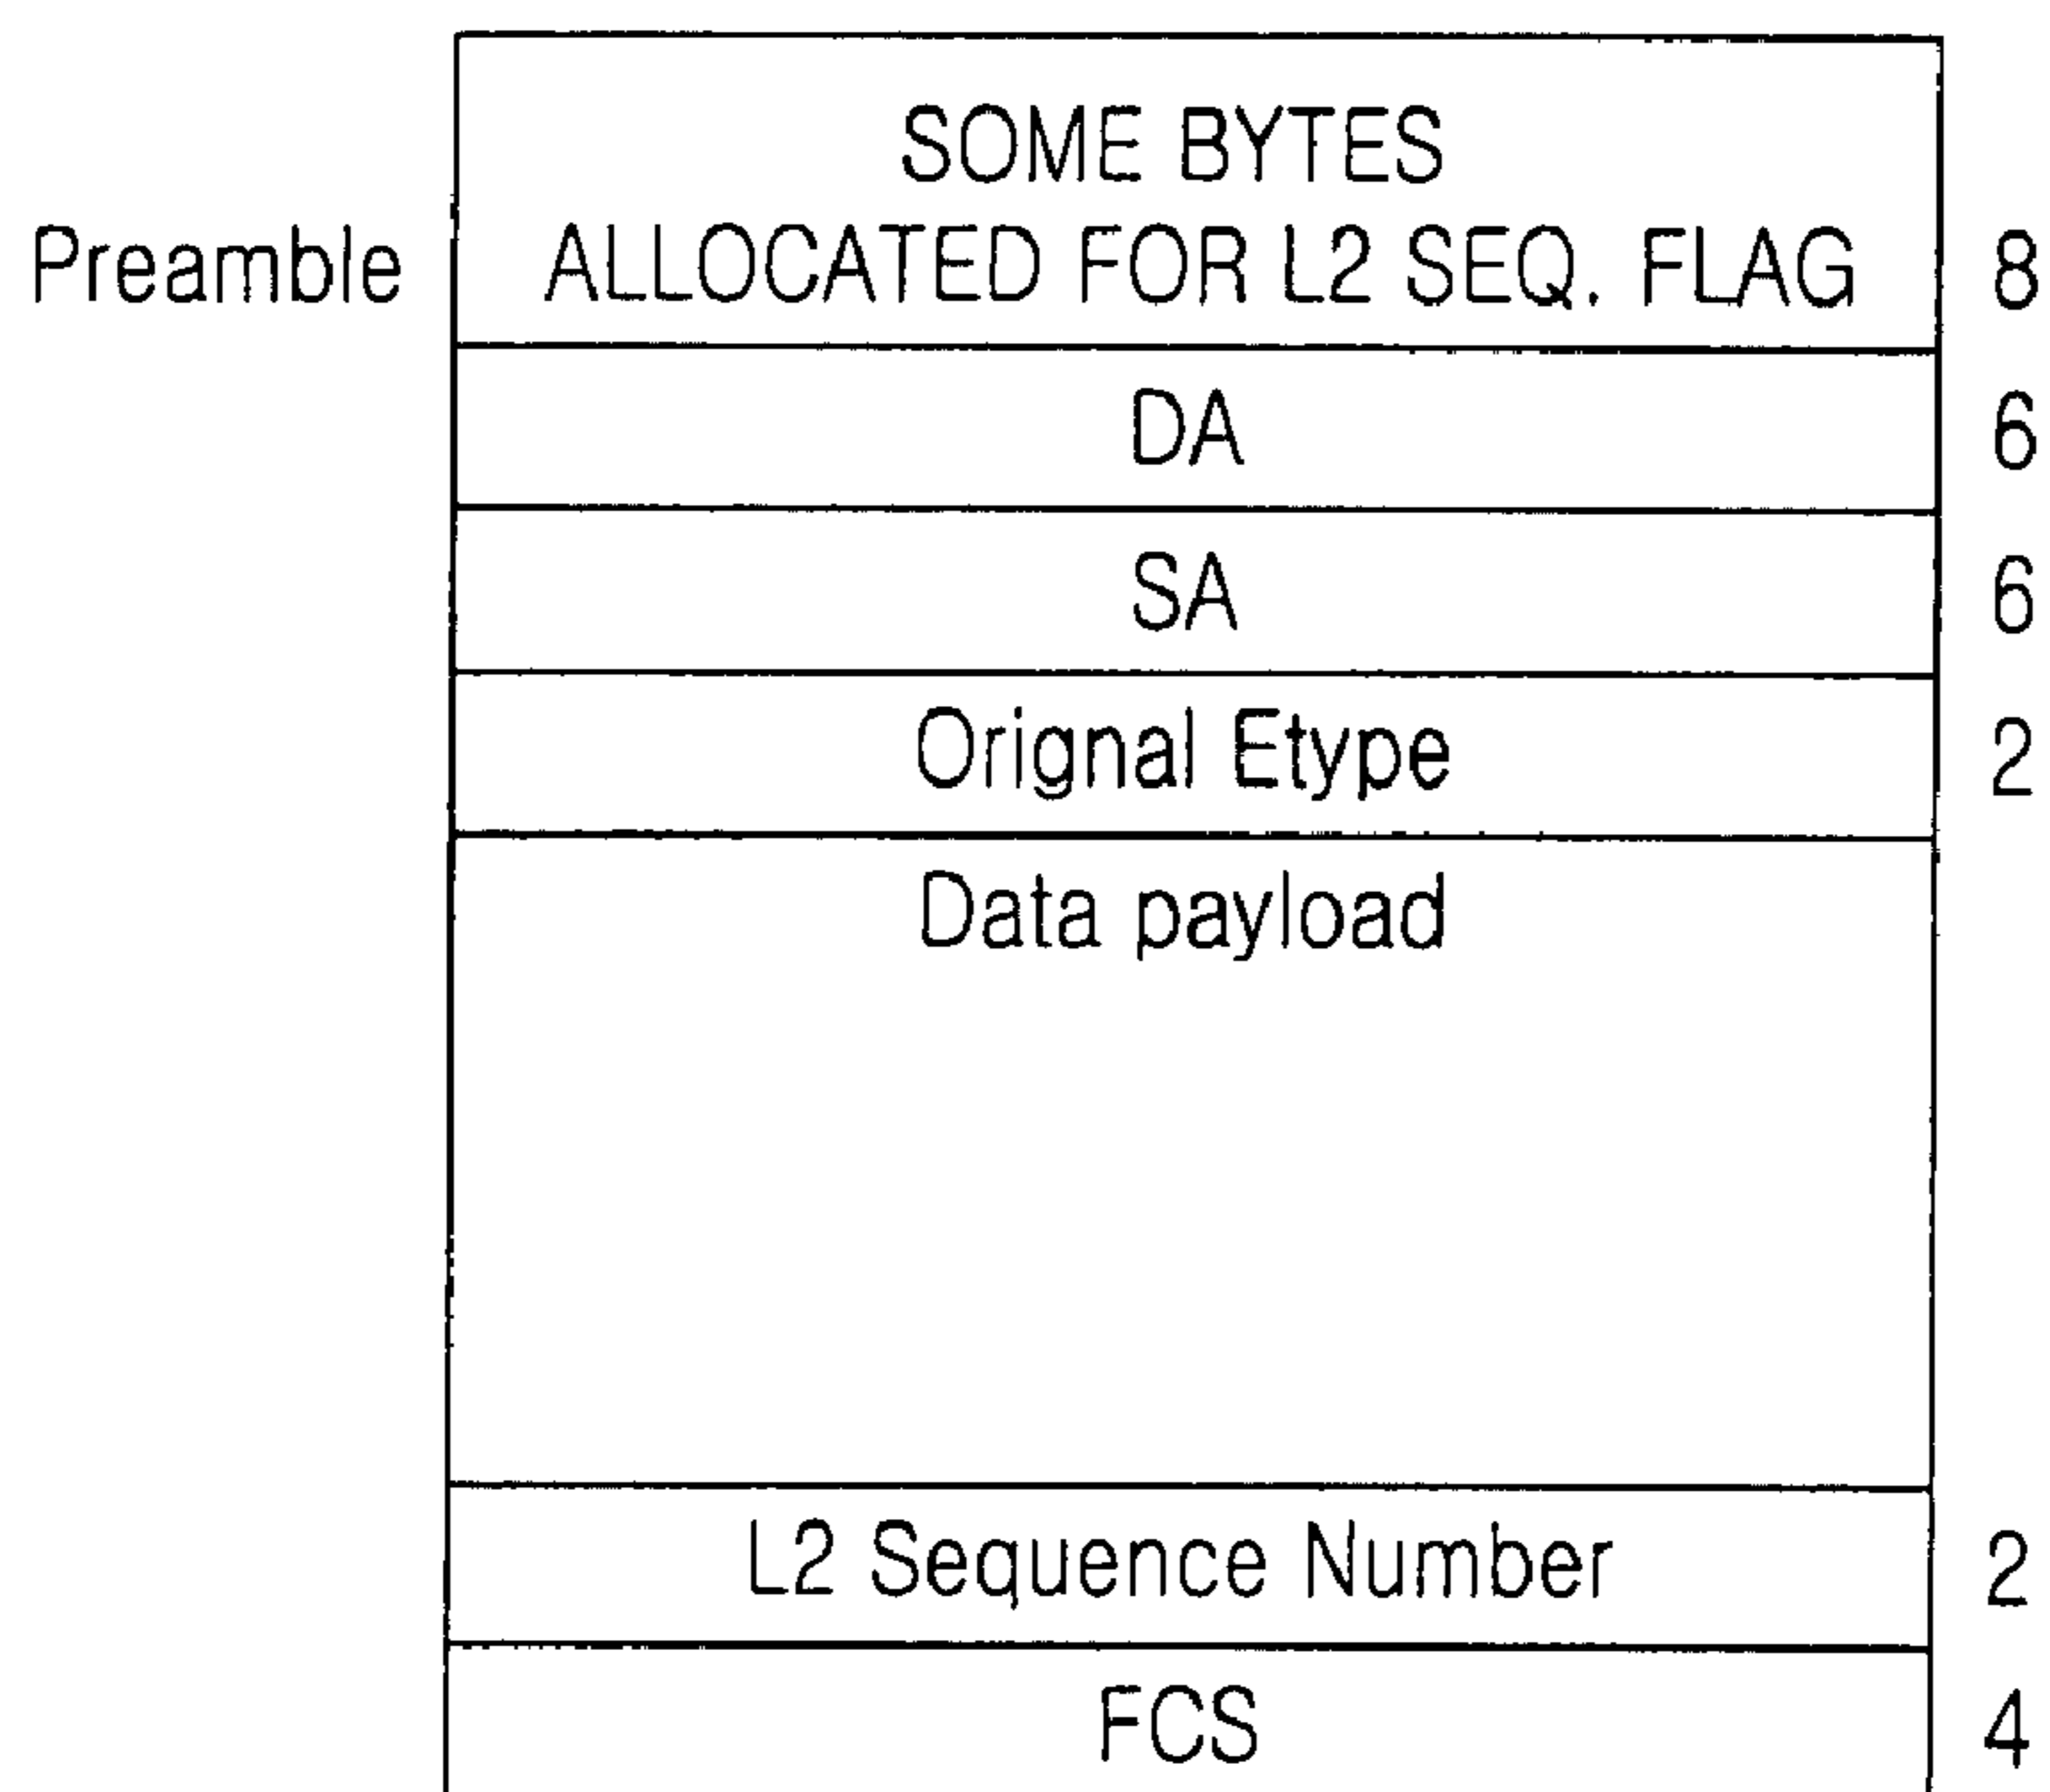 SOME BYTES
Preamble ALLOCATED FOR L2 SEQ. FLAG 8
DA 6
SA 6
Orignal Etype 2
Data payload
L2 Sequence Number 2
FCS 4